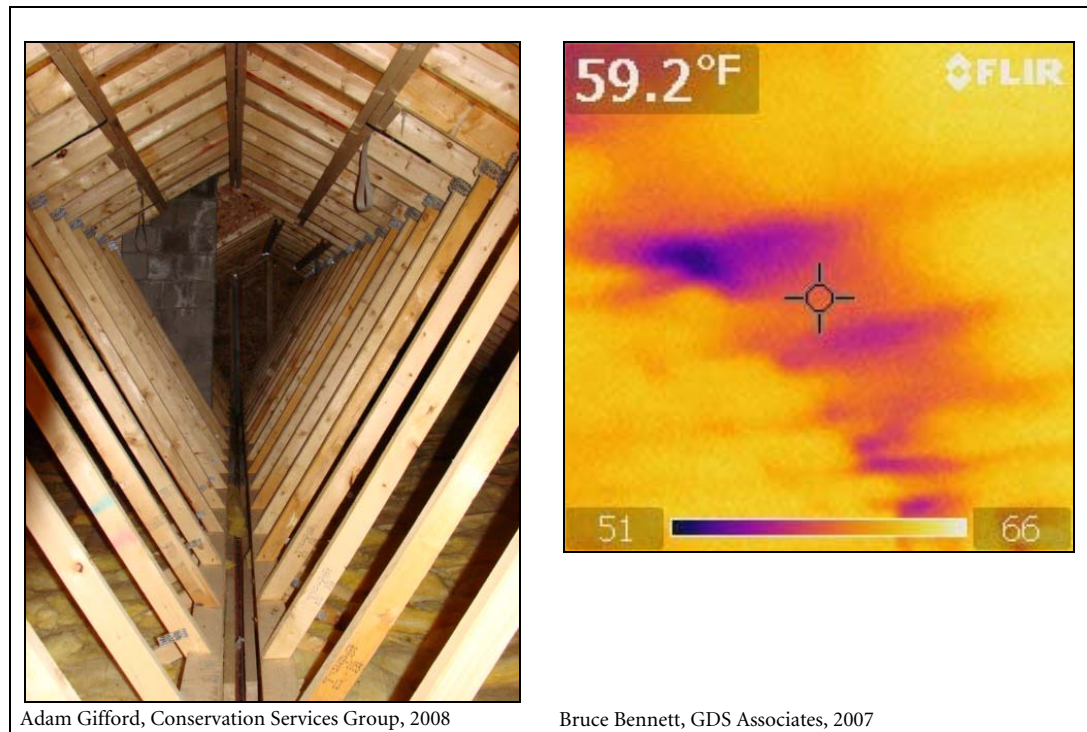 59.2°F
FLIR
51
66
Adam Gifford, Conservation Services Group, 2008
Bruce Bennett, GDS Associates, 2007